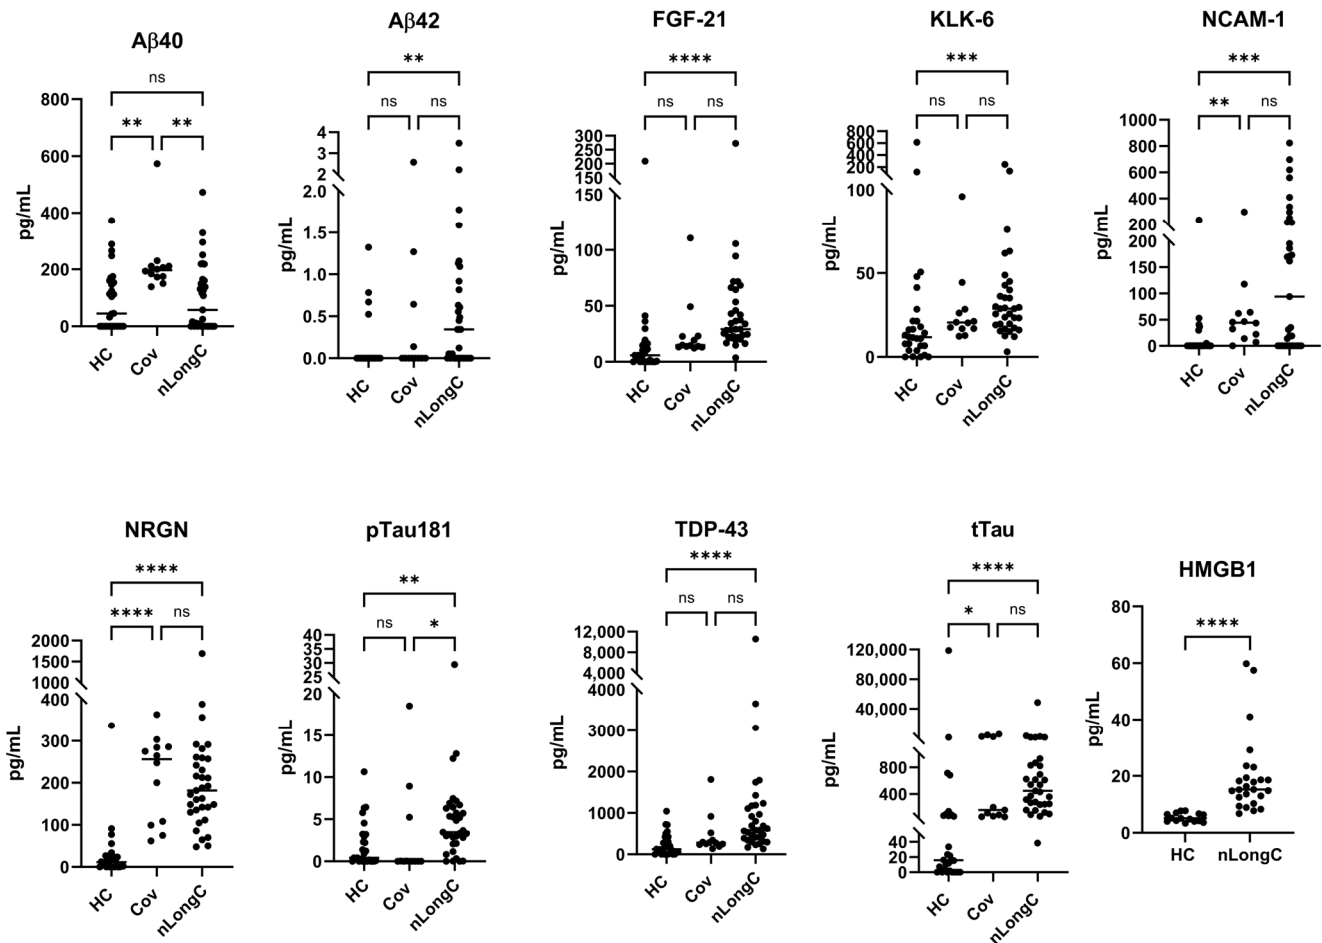 Aβ40
ns
** **
800
600
400
200
0
pg/mL
HC Cov nLongC
Aβ42
**
ns ns
4
3
2
2.0
1.5
1.0
0.5
0.0
pg/mL
HC Cov nLongC
FGF-21
****
ns ns
300
250
200
150
150
100
50
0
pg/mL
HC Cov nLongC
KLK-6
***
ns ns
800
600
400
200
100
50
0
pg/mL
HC Cov nLongC
NCAM-1
***
** ns
1000
800
600
400
200
200
150
100
50
0
pg/mL
HC Cov nLongC
NRGN
****
**** ns
2000
1500
1000
400
300
200
100
0
pg/mL
HC Cov nLongC
pTau181
**
ns *
40
35
30
25
20
15
10
5
0
pg/mL
HC Cov nLongC
TDP-43
****
ns ns
12,000
8,000
4,000
4000
3000
2000
1000
0
pg/mL
HC Cov nLongC
tTau
****
* ns
120,000
80,000
40,000
800
400
40
20
0
pg/mL
HC Cov nLongC
HMGB1
****
80
60
40
20
0
pg/mL
HC nLongC